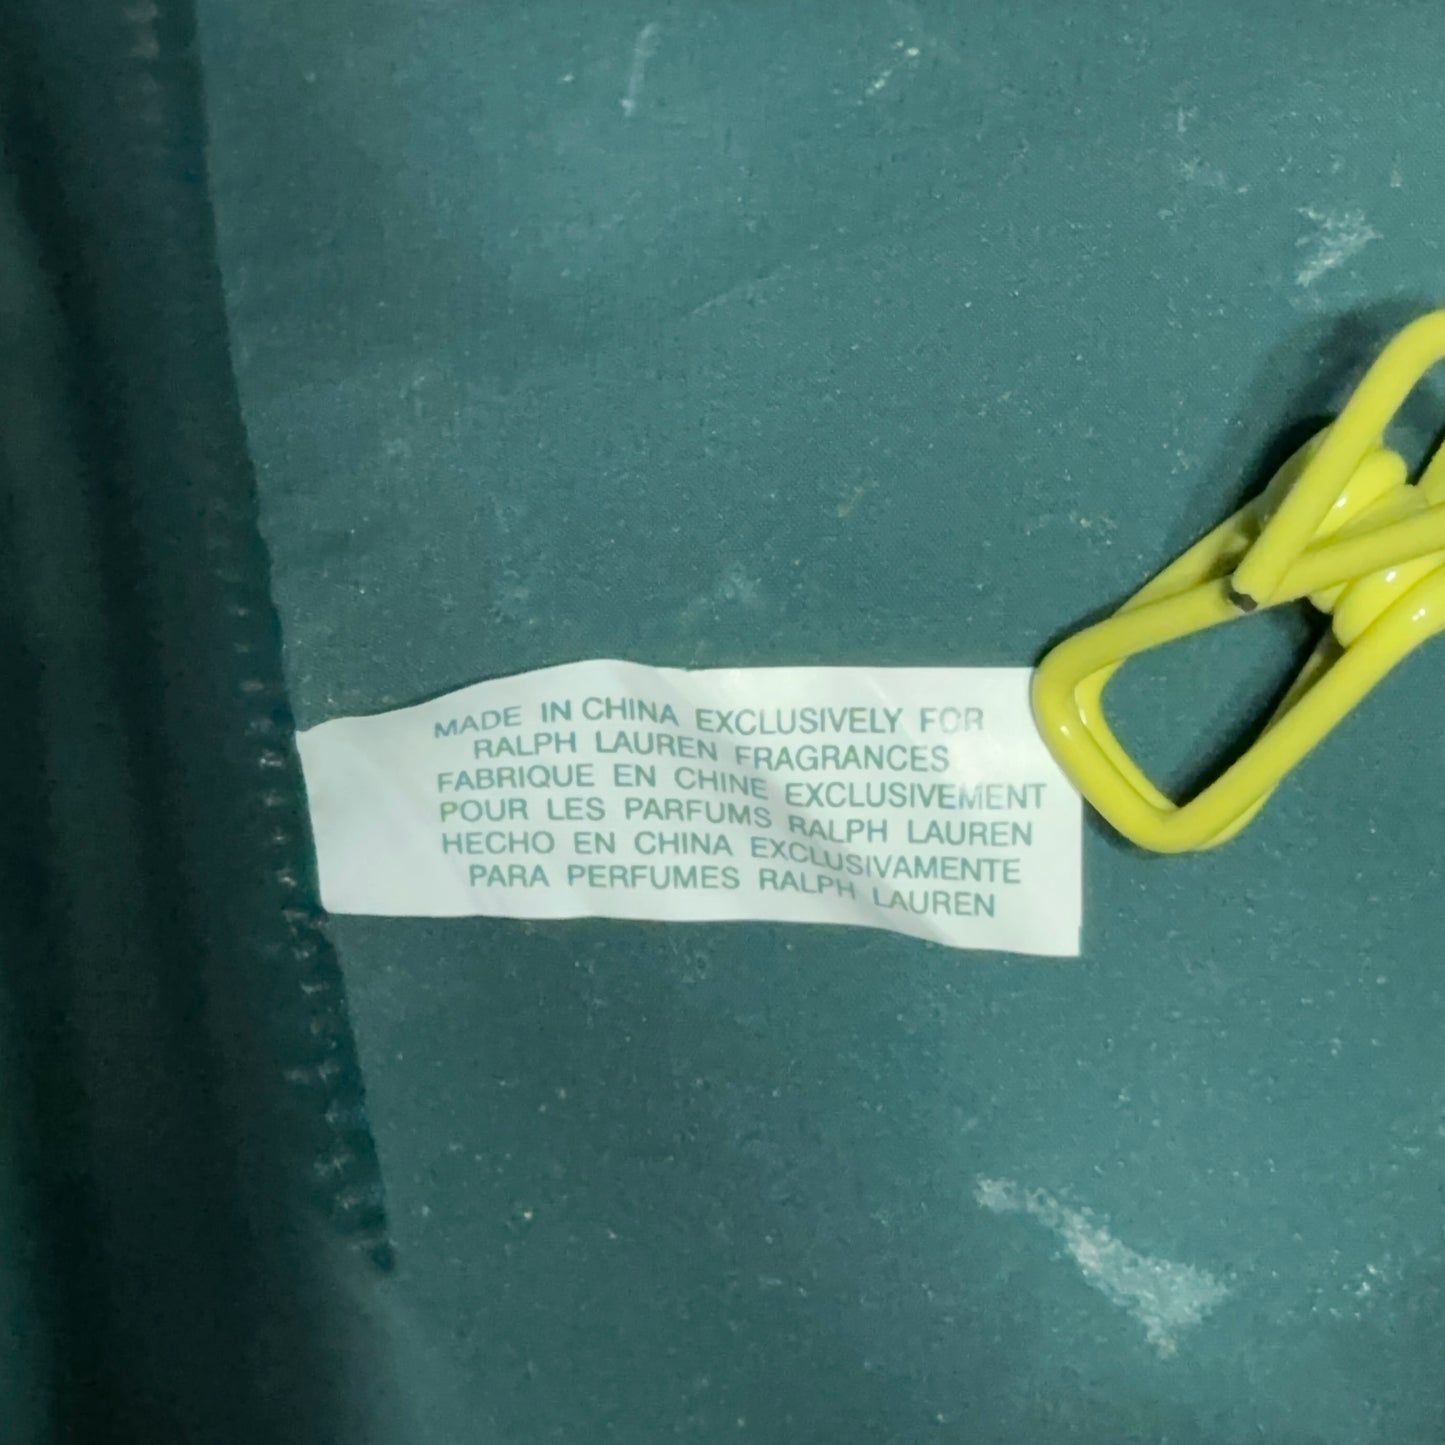 MADE IN CHINA EXCLUSIVELY FOR
RALPH LAUREN FRAGRANCES
FABRIQUE EN CHINE EXCLUSIVEMENT
POUR LES PARFUMS RALPH LAUREN
HECHO EN CHINA EXCLUSIVAMENTE
PARA PERFUMES RALPH LAUREN